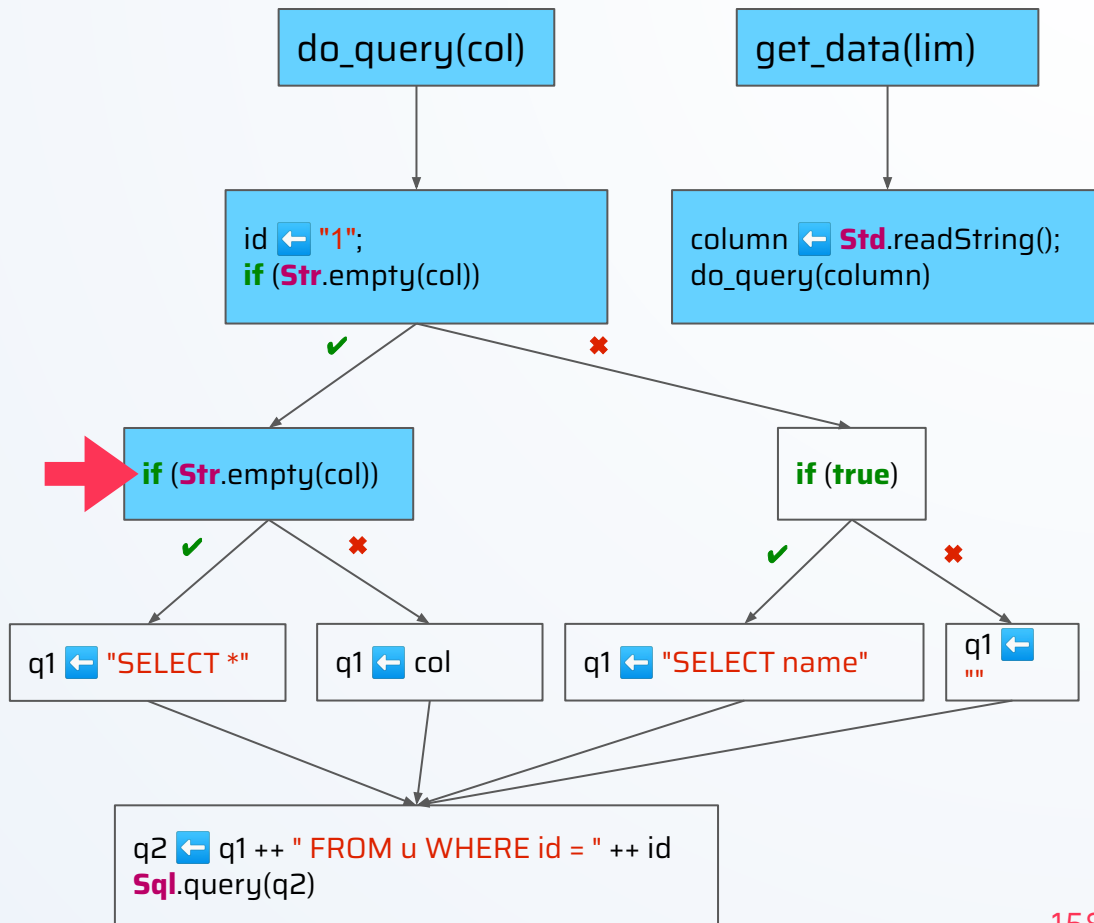 do_query(col)
get_data(lim)
id ⬅ "1";
if (Str.empty(col))
column ⬅ Std.readString();
do_query(column)
✔
✖
if (Str.empty(col))
if (true)
✔
✖
✔
✖
q1 ⬅ "SELECT *"
q1 ⬅ col
q1 ⬅ "SELECT name"
q1 ⬅
""
q2 ⬅ q1 ++ " FROM u WHERE id = " ++ id
Sql.query(q2)